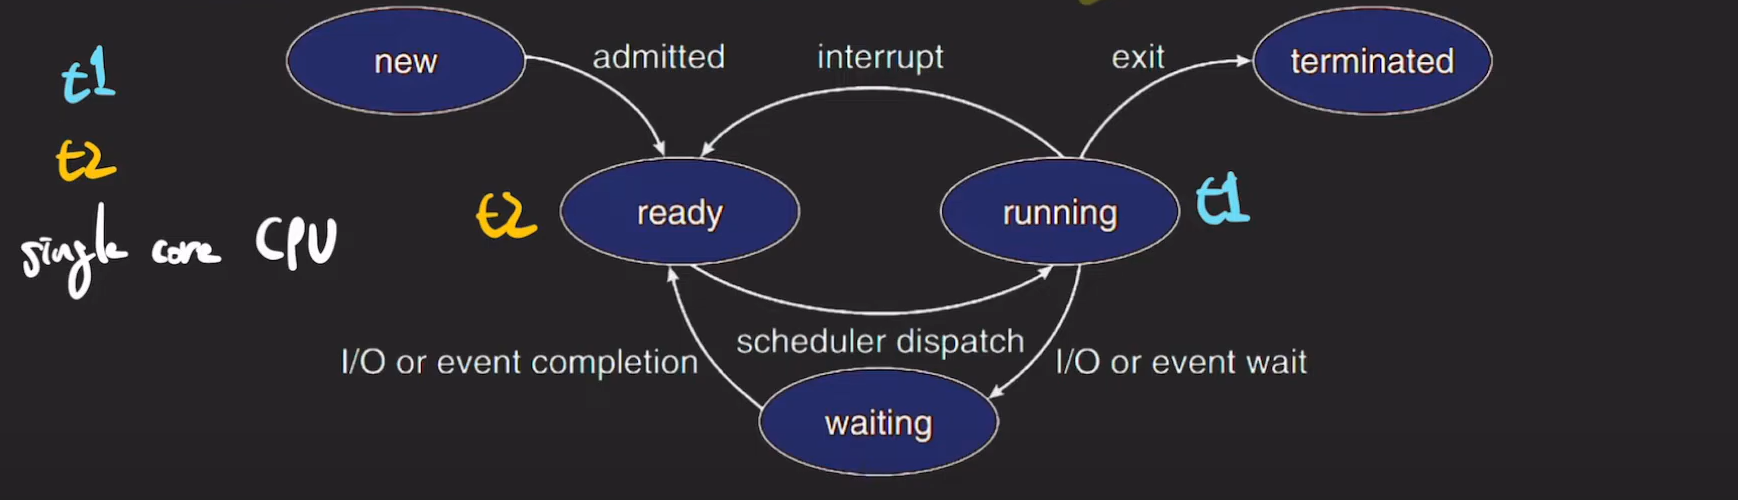 t1
new
admitted
interrupt
exit
terminated
t2
single core CPU
t2
ready
running
t1
I/O or event completion
scheduler dispatch
I/O or event wait
waiting